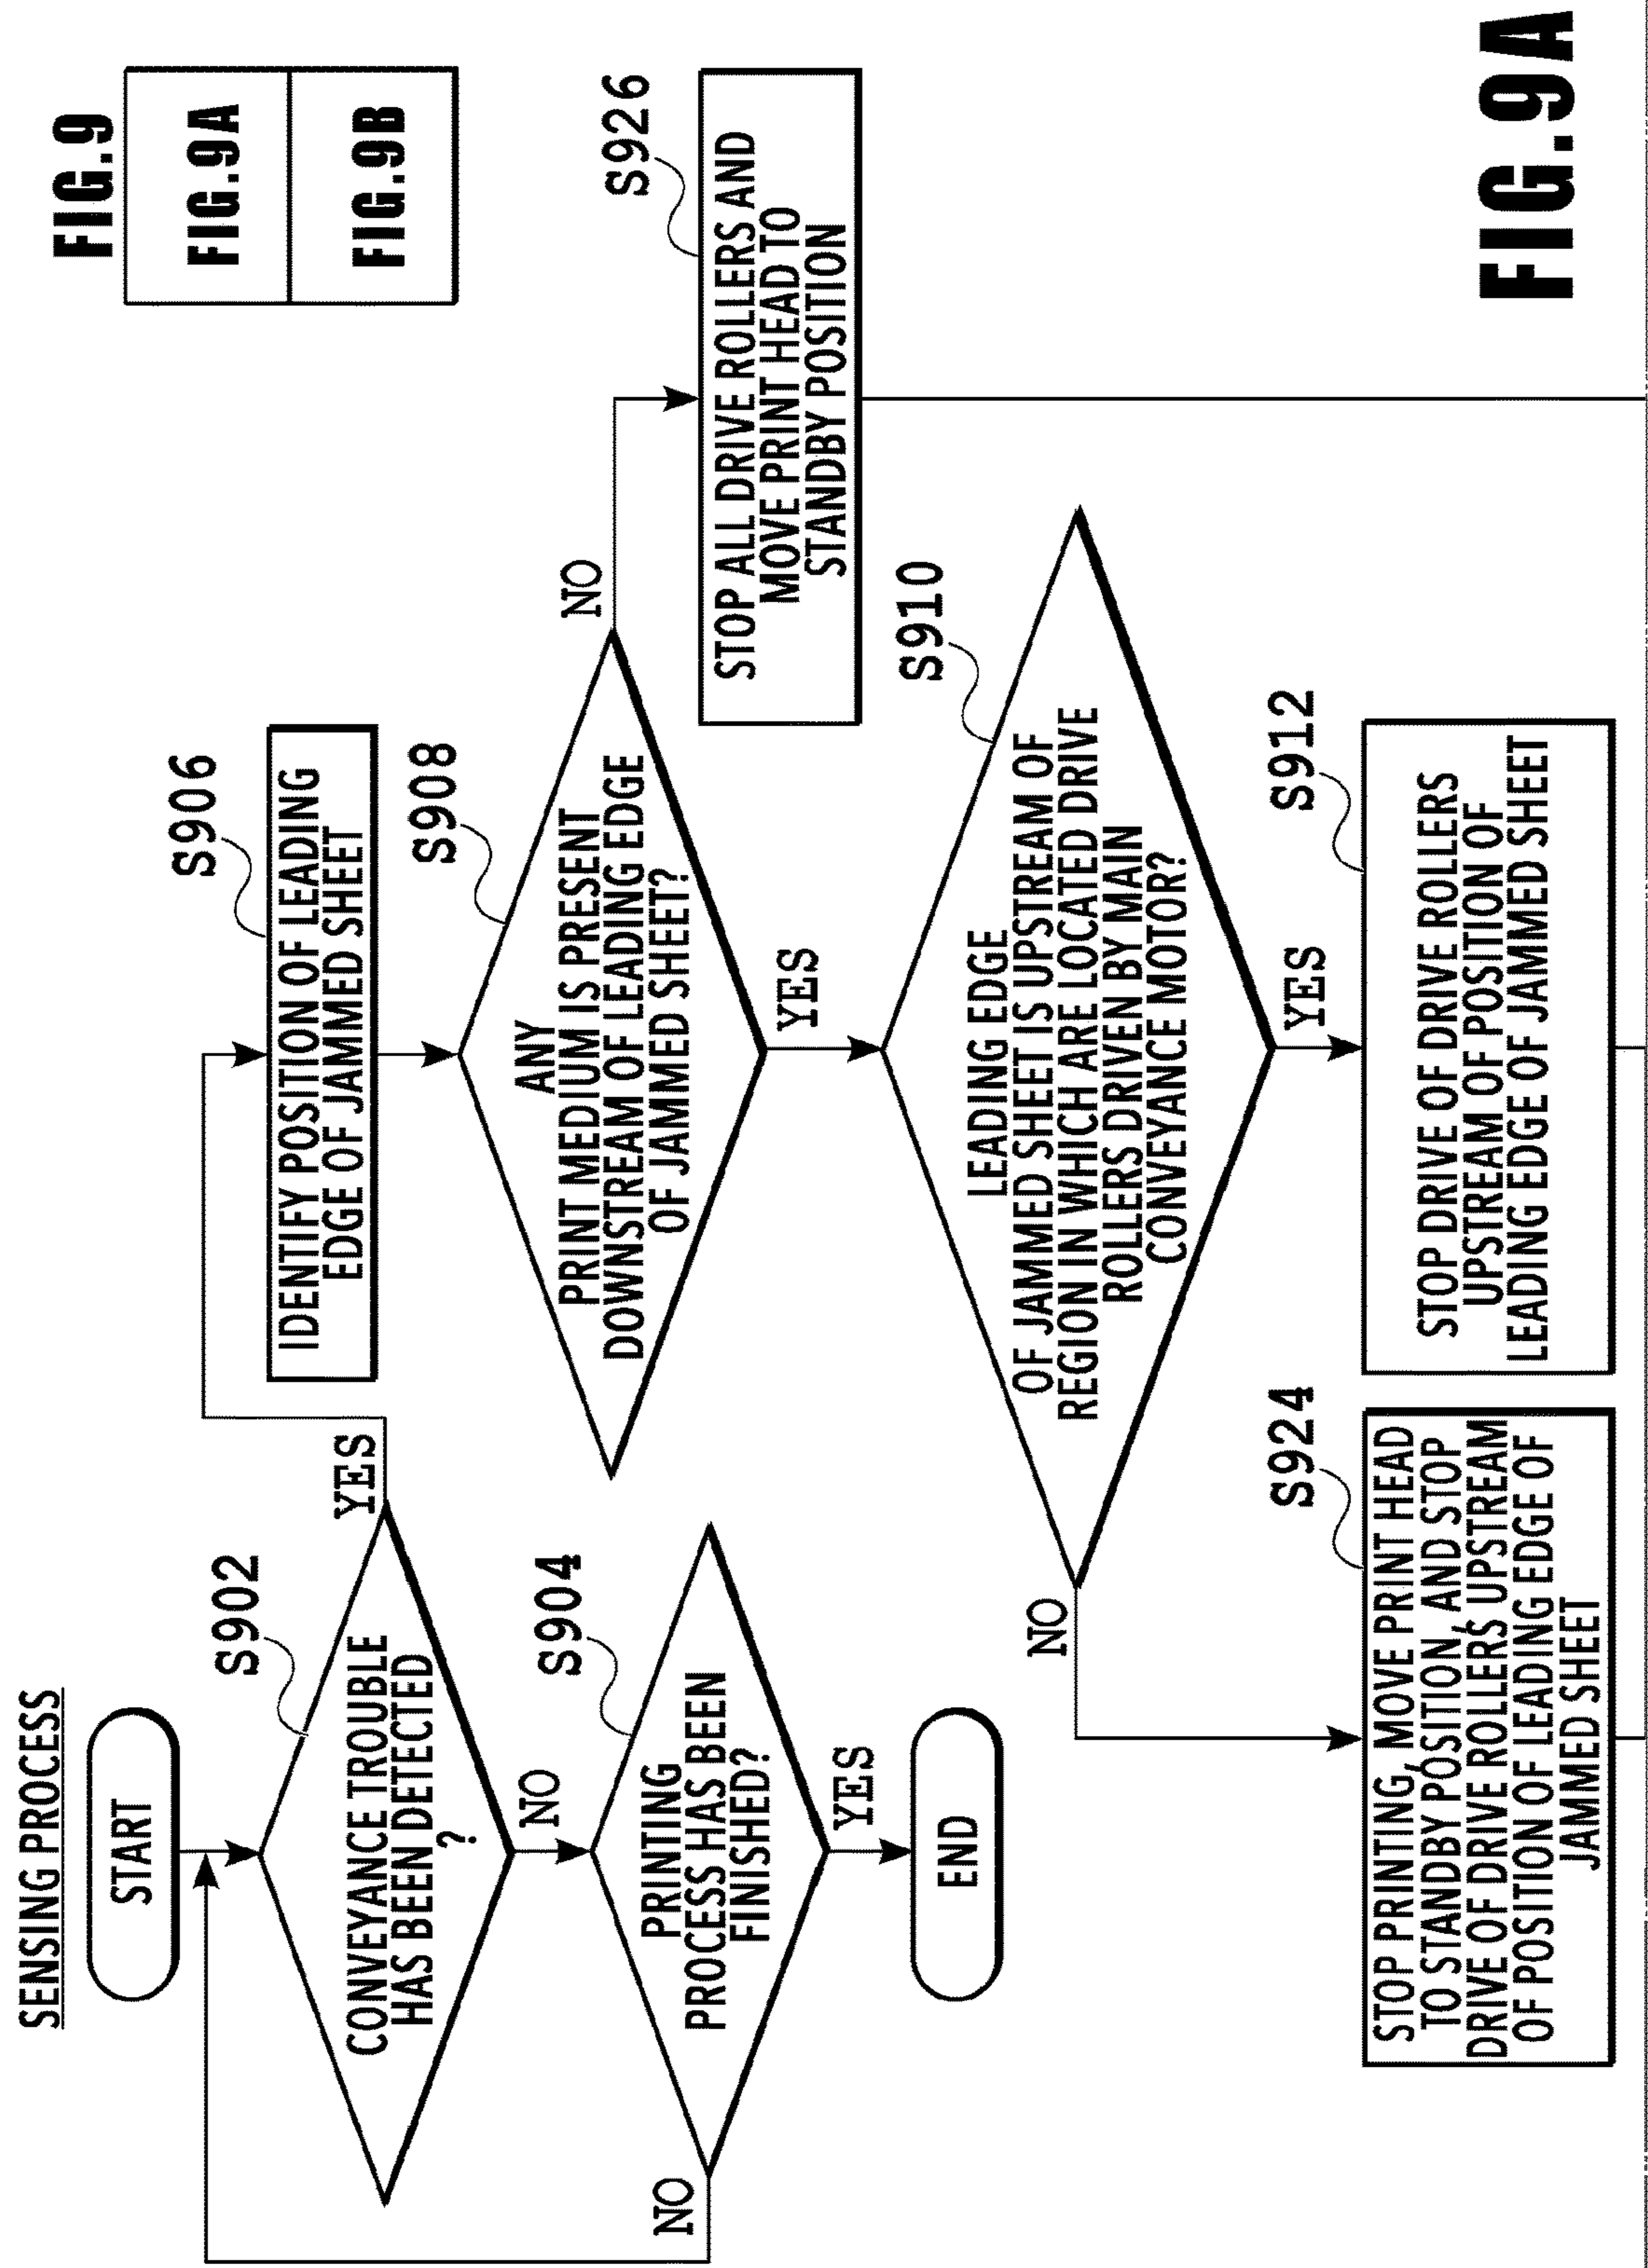 FIG.9
FIG.9A
FIG.9B
SENSING PROCESS
START
S902
CONVEYANCE TROUBLE
HAS BEEN DETECTED
?
YES
NO
S904
PRINTING
PROCESS HAS BEEN
FINISHED?
NO
YES
END
S906
IDENTIFY POSITION OF LEADING
EDGE OF JAMMED SHEET
S908
ANY
PRINT MEDIUM IS PRESENT
DOWNSTREAM OF LEADING EDGE
OF JAMMED SHEET?
NO
YES
S926
STOP ALL DRIVE ROLLERS AND
MOVE PRINT HEAD TO
STANDBY POSITION
S910
LEADING EDGE
OF JAMMED SHEET IS UPSTREAM OF
REGION IN WHICH ARE LOCATED DRIVE
ROLLERS DRIVEN BY MAIN
CONVEYANCE MOTOR?
NO
YES
S924
STOP PRINTING, MOVE PRINT HEAD
TO STANDBY POSITION, AND STOP
DRIVE OF DRIVE ROLLERS UPSTREAM
OF POSITION OF LEADING EDGE OF
JAMMED SHEET
S912
STOP DRIVE OF DRIVE ROLLERS
UPSTREAM OF POSITION OF
LEADING EDGE OF JAMMED SHEET
FIG.9A